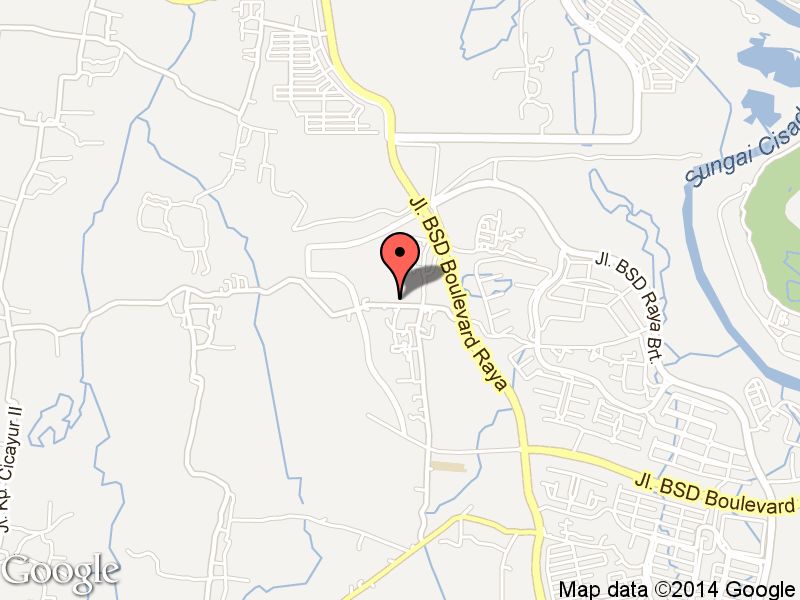 Sungai Cisad
Jl. BSD Boulevard Raya
Jl. BSD Raya Brt.
Jl. Kp. Cicayur II
Jl. BSD Boulevard
Google
Map data ©2014 Google